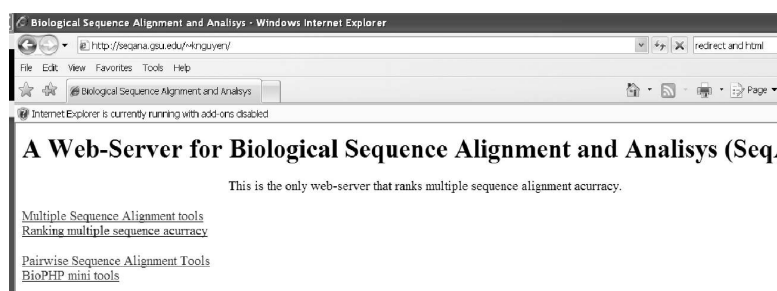 Biological Sequence Alignment and Analisys - Windows Internet Explorer
http://seqana.gsu.edu/~knguyen/ redirect and html
File Edit View Favorites Tools Help
Biological Sequence Alignment and Analisys Page
Internet Explorer is currently running with add-ons disabled
A Web-Server for Biological Sequence Alignment and Analisys (Seq
This is the only web-server that ranks multiple sequence alignment acurracy.
Multiple Sequence Alignment tools
Ranking multiple sequence acurracy
Pairwise Sequence Alignment Tools
BioPHP mini tools